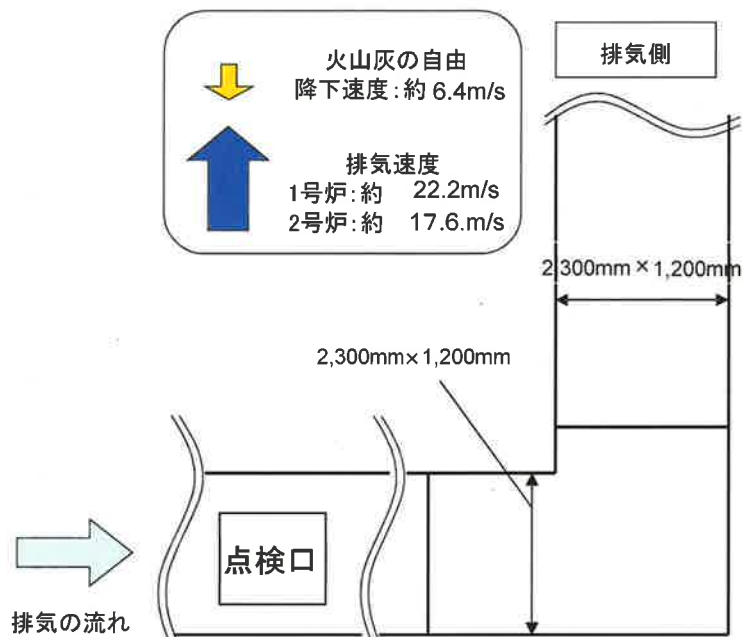 火山灰の自由
降下速度：約 6.4m/s
排気速度
1号炉：約 22.2m/s
2号炉：約 17.6.m/s
排気側
2,300mm×1,200mm
2,300mm×1,200mm
点検口
排気の流れ